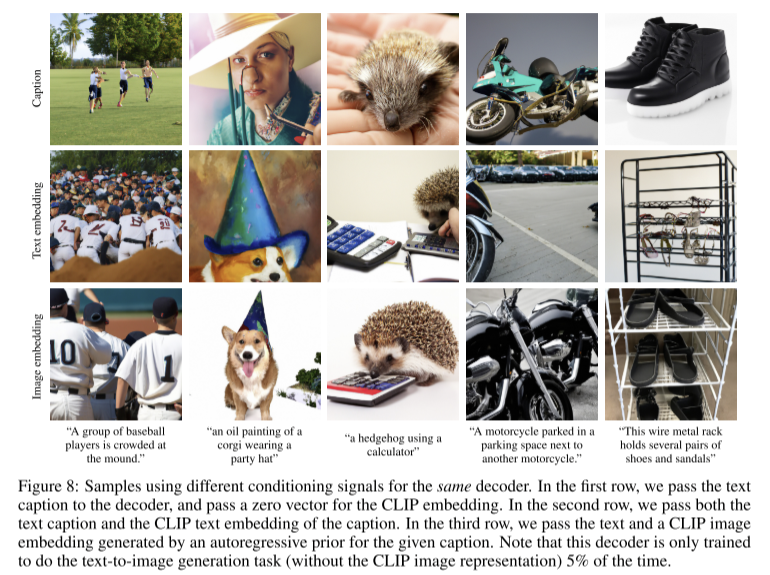 Caption
Text embedding
Image embedding
10
1
"A group of baseball
players is crowded at
the mound."
"an oil painting of a
corgi wearing a
party hat"
"a hedgehog using a
calculator"
"A motorcycle parked in a
parking space next to
another motorcycle."
"This wire metal rack
holds several pairs of
shoes and sandals"
Figure 8: Samples using different conditioning signals for the same decoder. In the first row, we pass the text
caption to the decoder, and pass a zero vector for the CLIP embedding. In the second row, we pass both the
text caption and the CLIP text embedding of the caption. In the third row, we pass the text and a CLIP image
embedding generated by an autoregressive prior for the given caption. Note that this decoder is only trained
to do the text-to-image generation task (without the CLIP image representation) 5% of the time.